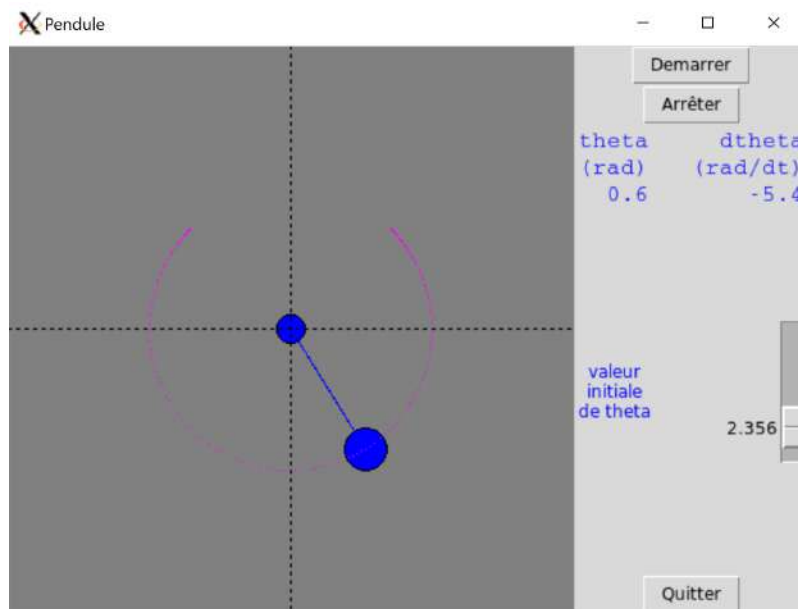 Pendule
Demarrer
Arrêter
theta dtheta
(rad) (rad/dt)
0.6 -5.4
valeur
initiale
de theta
2.356
Quitter